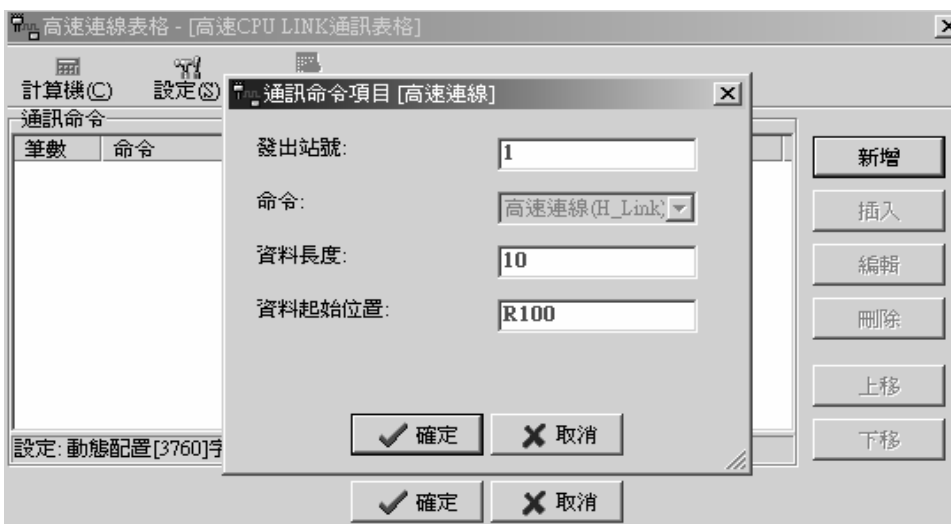 高速連線表格 - [高速CPU LINK通訊表格]
計算機(C)
設定(S)
通訊命令
筆數
命令
通訊命令項目 [高速連線]
發出站號:
1
命令:
高速連線(H_Link)
資料長度:
10
資料起始位置:
R100
確定
取消
新增
插入
編輯
刪除
上移
下移
設定: 動態配置[3760]字
確定
取消